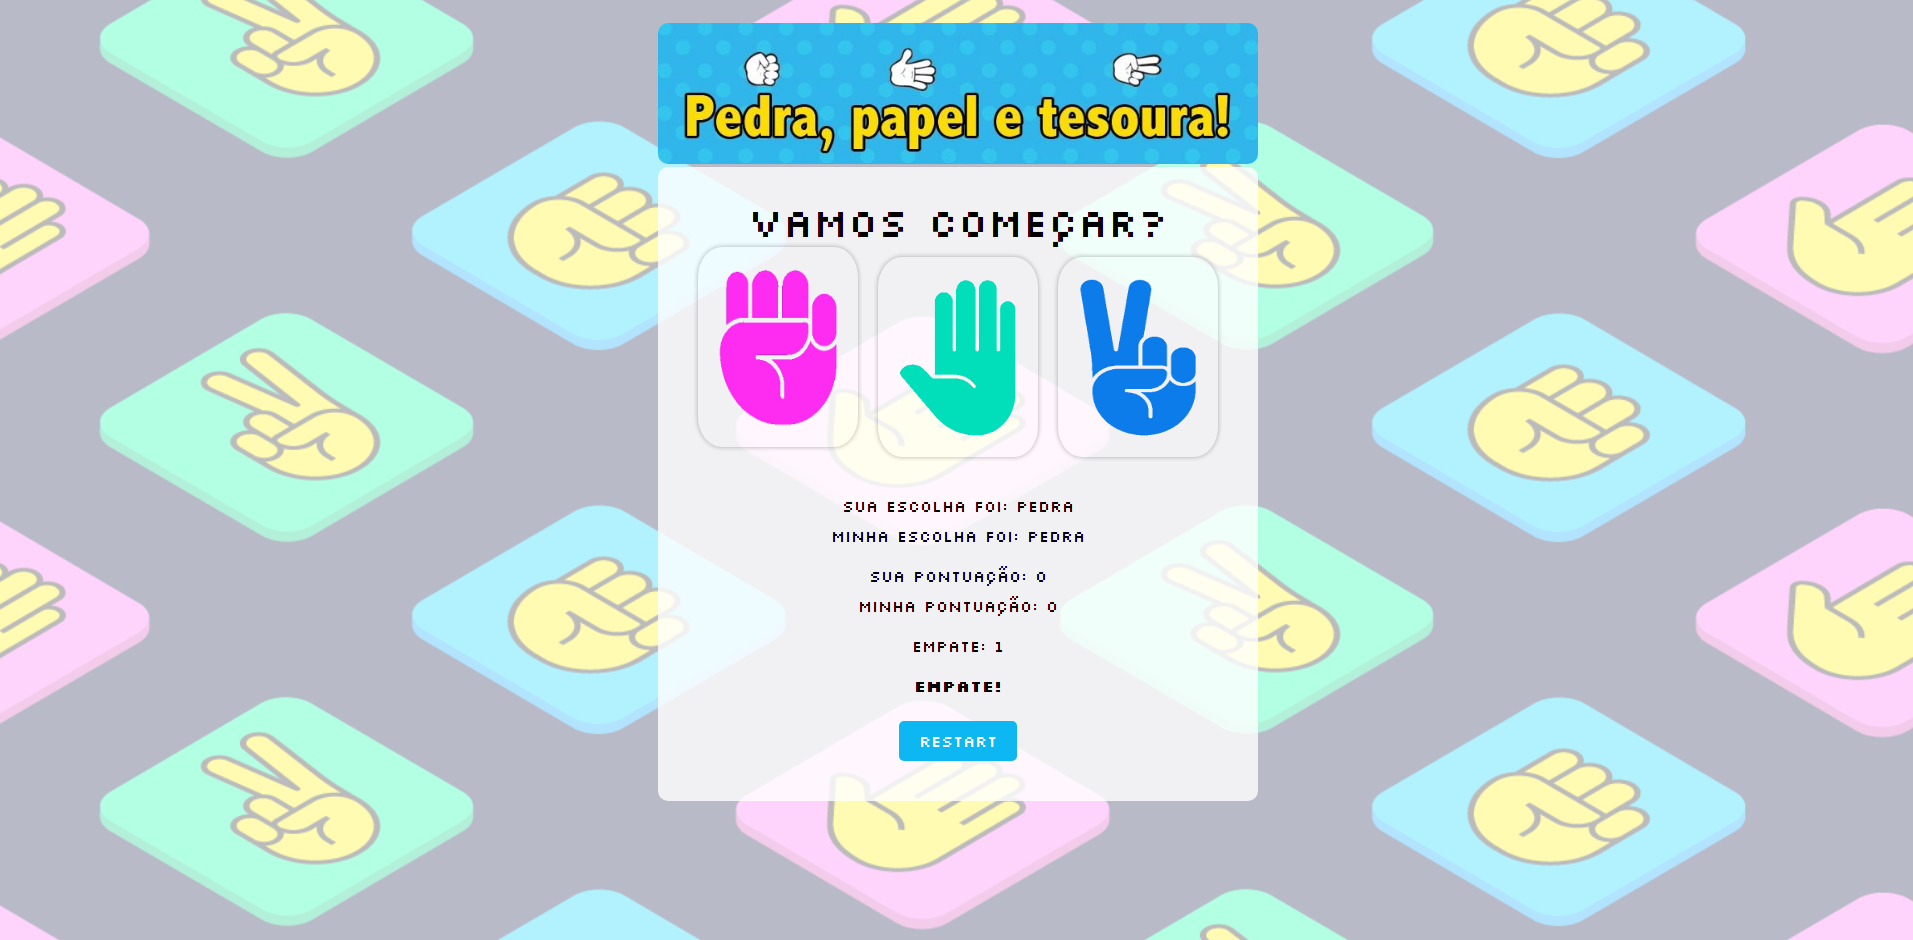 Pedra, papel e tesoura!
VAMOS COMEÇAR?
SUA ESCOLHA FOI: PEDRA
MINHA ESCOLHA FOI: PEDRA
SUA PONTUAÇÃO: 0
MINHA PONTUAÇÃO: 0
EMPATE: 1
EMPATE!
RESTART